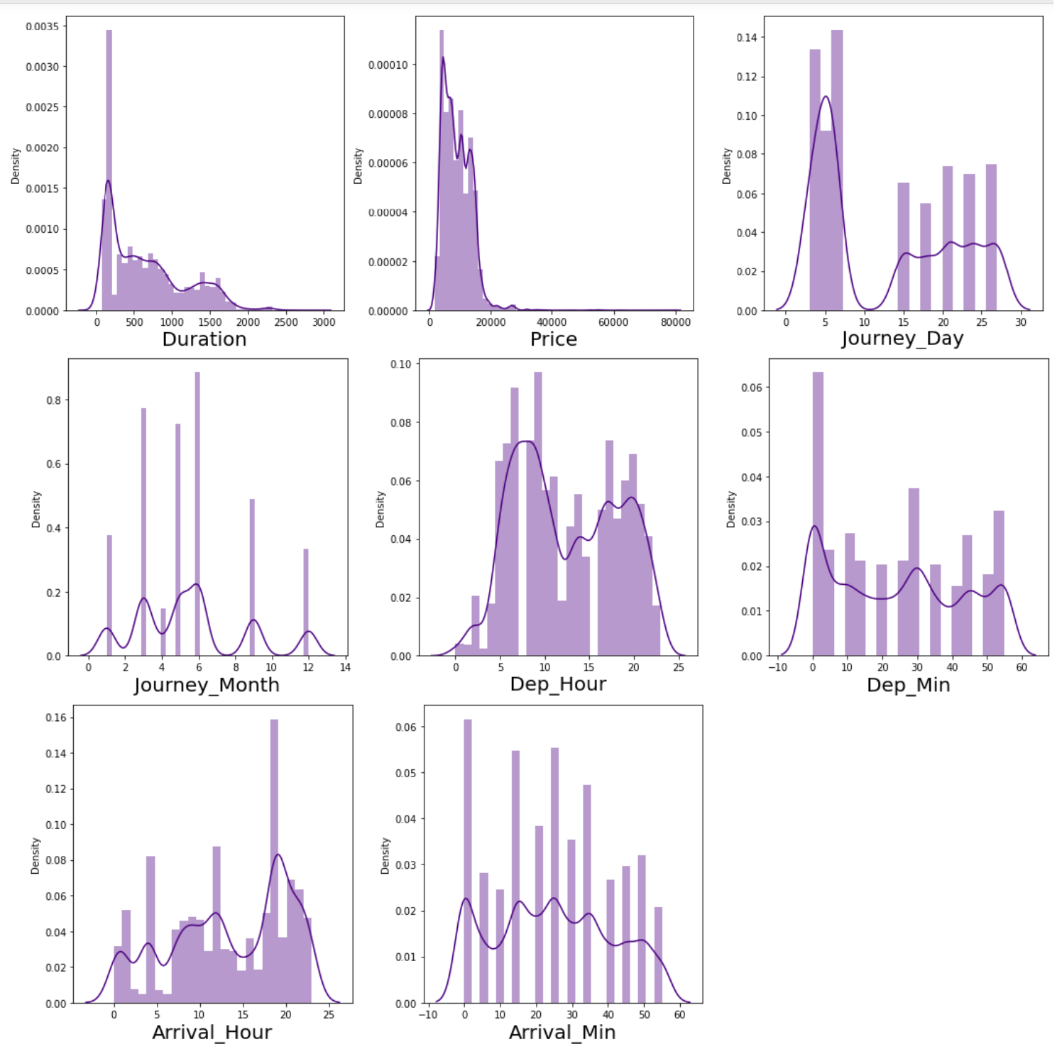 0.0035
0.0030
0.0025
0.0020
0.0015
0.0010
0.0005
0.0000
Density
0 500 1000 1500 2000 2500 3000
Duration
0.00010
0.00008
0.00006
0.00004
0.00002
0.00000
Density
0 20000 40000 60000 80000
Price
0.14
0.12
0.10
0.08
0.06
0.04
0.02
0.00
Density
0 5 10 15 20 25 30
Journey_Day
0.8
0.6
0.4
0.2
0.0
Density
0 2 4 6 8 10 12 14
Journey_Month
0.10
0.08
0.06
0.04
0.02
0.00
Density
0 5 10 15 20 25
Dep_Hour
0.06
0.05
0.04
0.03
0.02
0.01
0.00
Density
−10 0 10 20 30 40 50 60
Dep_Min
0.16
0.14
0.12
0.10
0.08
0.06
0.04
0.02
0.00
Density
0 5 10 15 20 25
Arrival_Hour
0.06
0.05
0.04
0.03
0.02
0.01
0.00
Density
−10 0 10 20 30 40 50 60
Arrival_Min